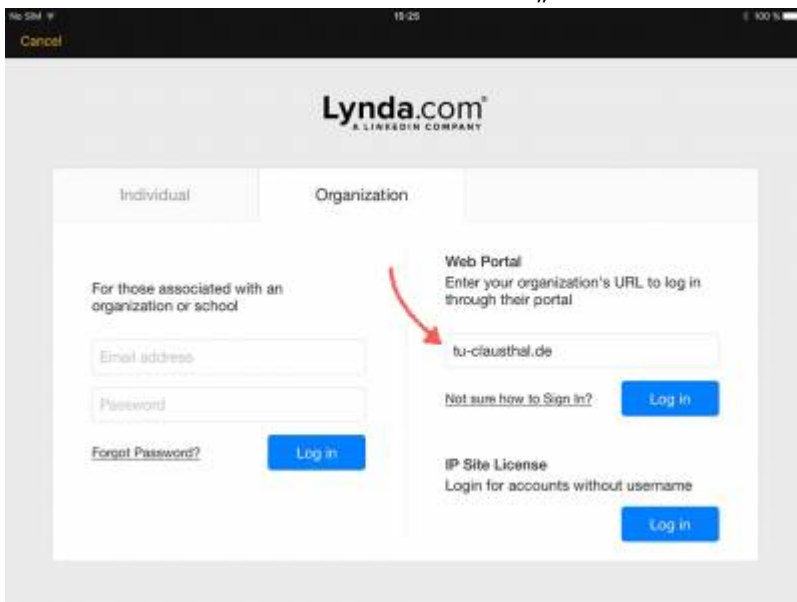 No SIM
15:25
100 %
Cancel
Lynda.com
A LINKEDIN COMPANY
Individual
Organization
For those associated with an
organization or school
Email address
Password
Forgot Password?
Log in
Web Portal
Enter your organization's URL to log in
through their portal
tu-clausthal.de
Not sure how to Sign In?
Log in
IP Site License
Login for accounts without username
Log in